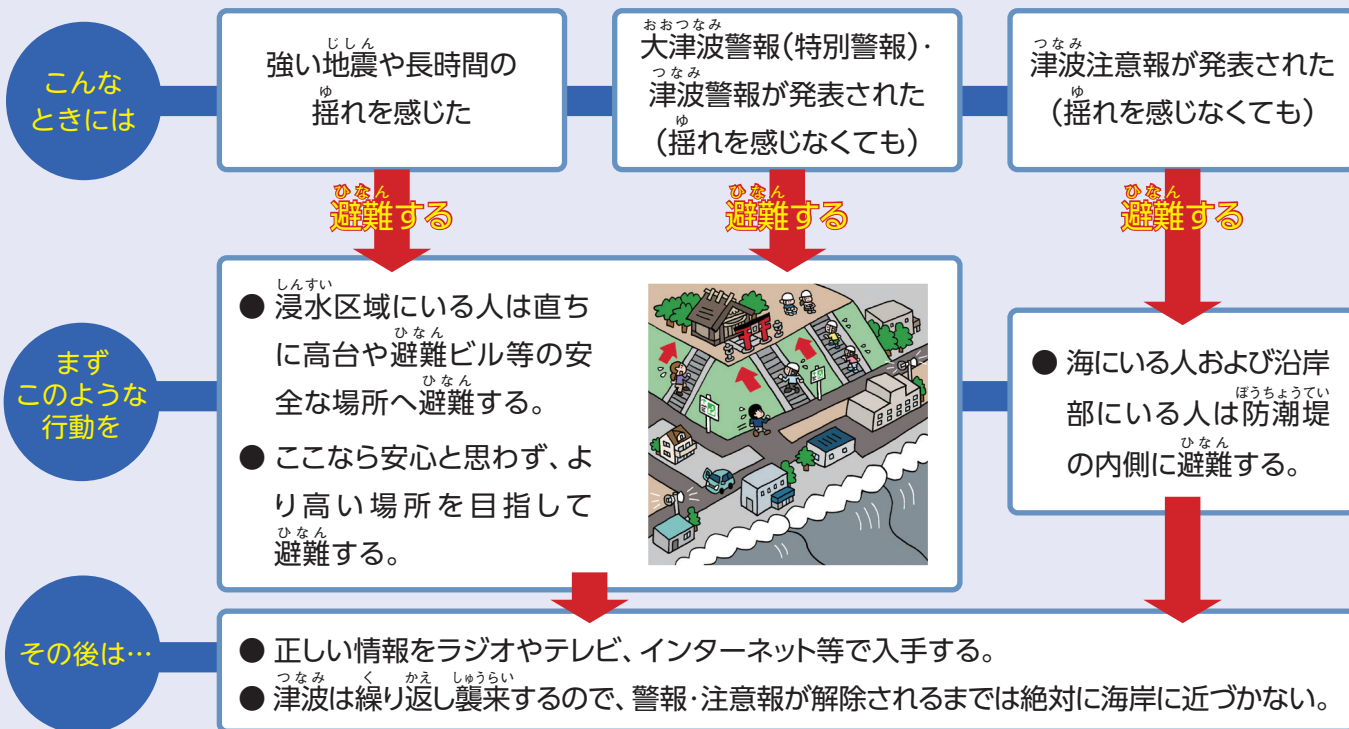 こんな
ときには
強い地震や長時間の
揺れを感じた
大津波警報(特別警報)・
津波警報が発表された
(揺れを感じなくても)
津波注意報が発表された
(揺れを感じなくても)
避難する
避難する
避難する
まず
このような
行動を
● 浸水区域にいる人は直ち
に高台や避難ビル等の安
全な場所へ避難する。
● ここなら安心と思わず、よ
り高い場所を目指して
避難する。
● 海にいる人および沿岸
部にいる人は防潮堤
の内側に避難する。
その後は…
● 正しい情報をラジオやテレビ、インターネット等で入手する。
● 津波は繰り返し襲来するので、警報・注意報が解除されるまでは絶対に海岸に近づかない。